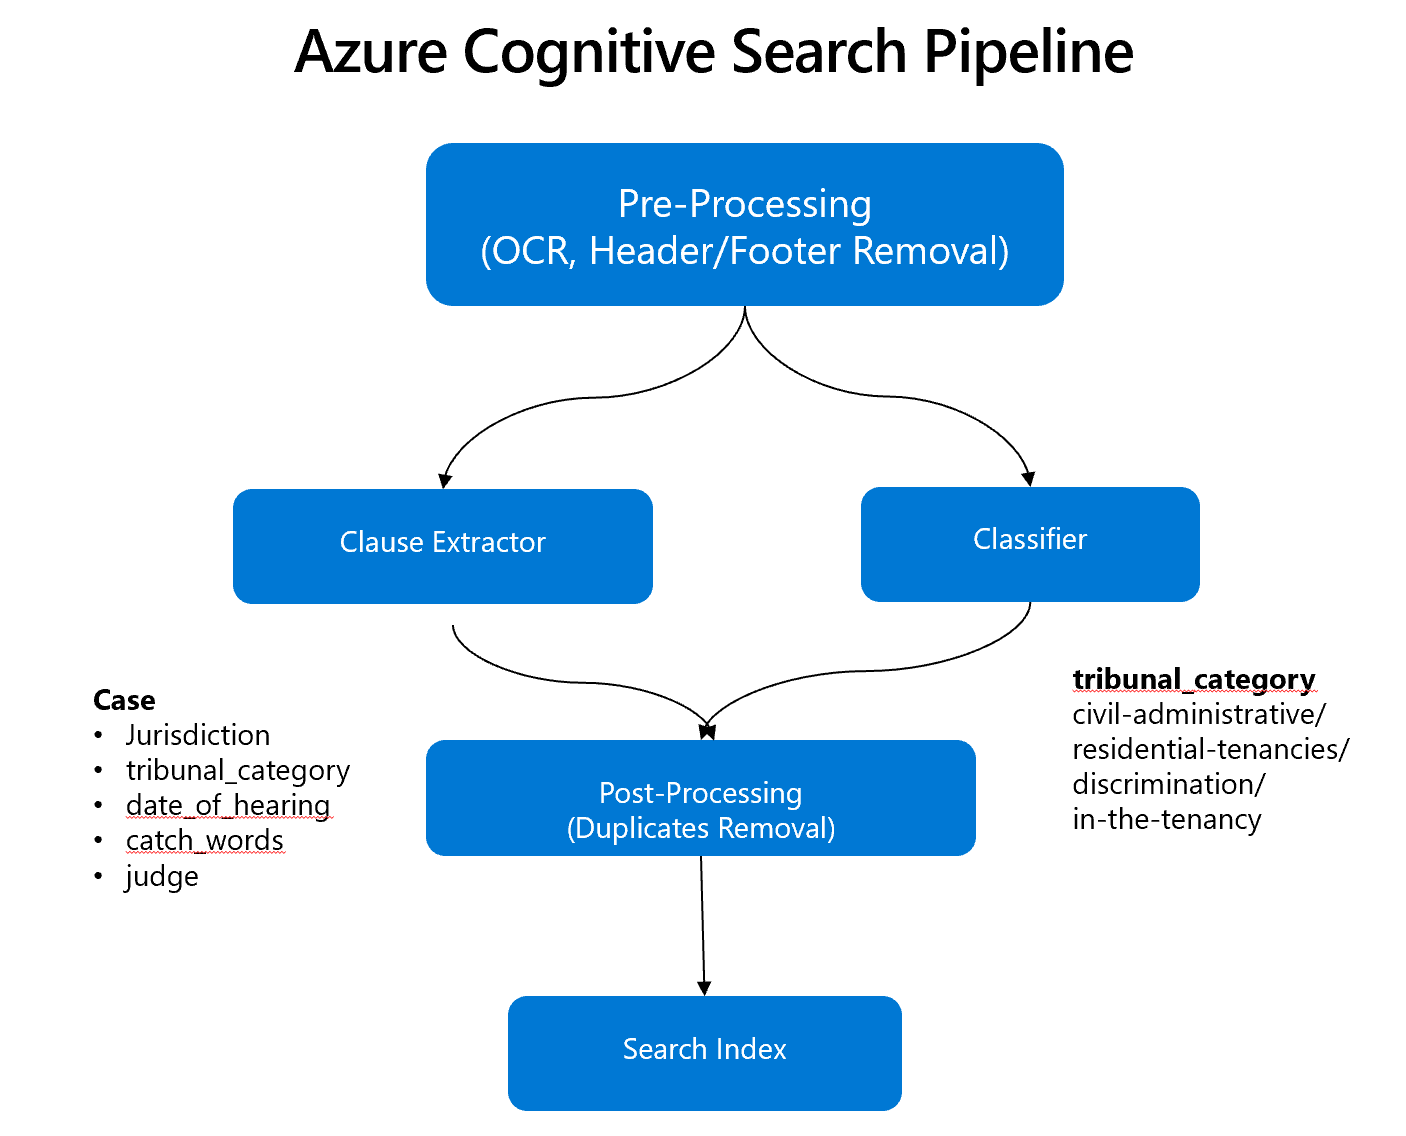 Azure Cognitive Search Pipeline
Pre-Processing
(OCR, Header/Footer Removal)
Clause Extractor
Classifier
Case
• Jurisdiction
• tribunal_category
• date_of_hearing
• catch_words
• judge
tribunal_category
civil-administrative/
residential-tenancies/
discrimination/
in-the-tenancy
Post-Processing
(Duplicates Removal)
Search Index